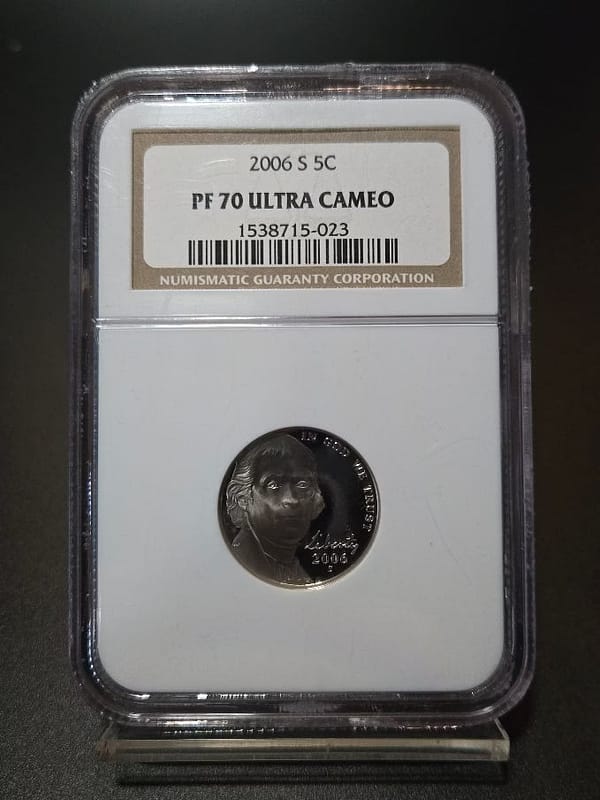 2006 S 5C
PF 70 ULTRA CAMEO
1538715-023
NUMISMATIC GUARANTY CORPORATION
IN GOD WE TRUST
Liberty
2006
S